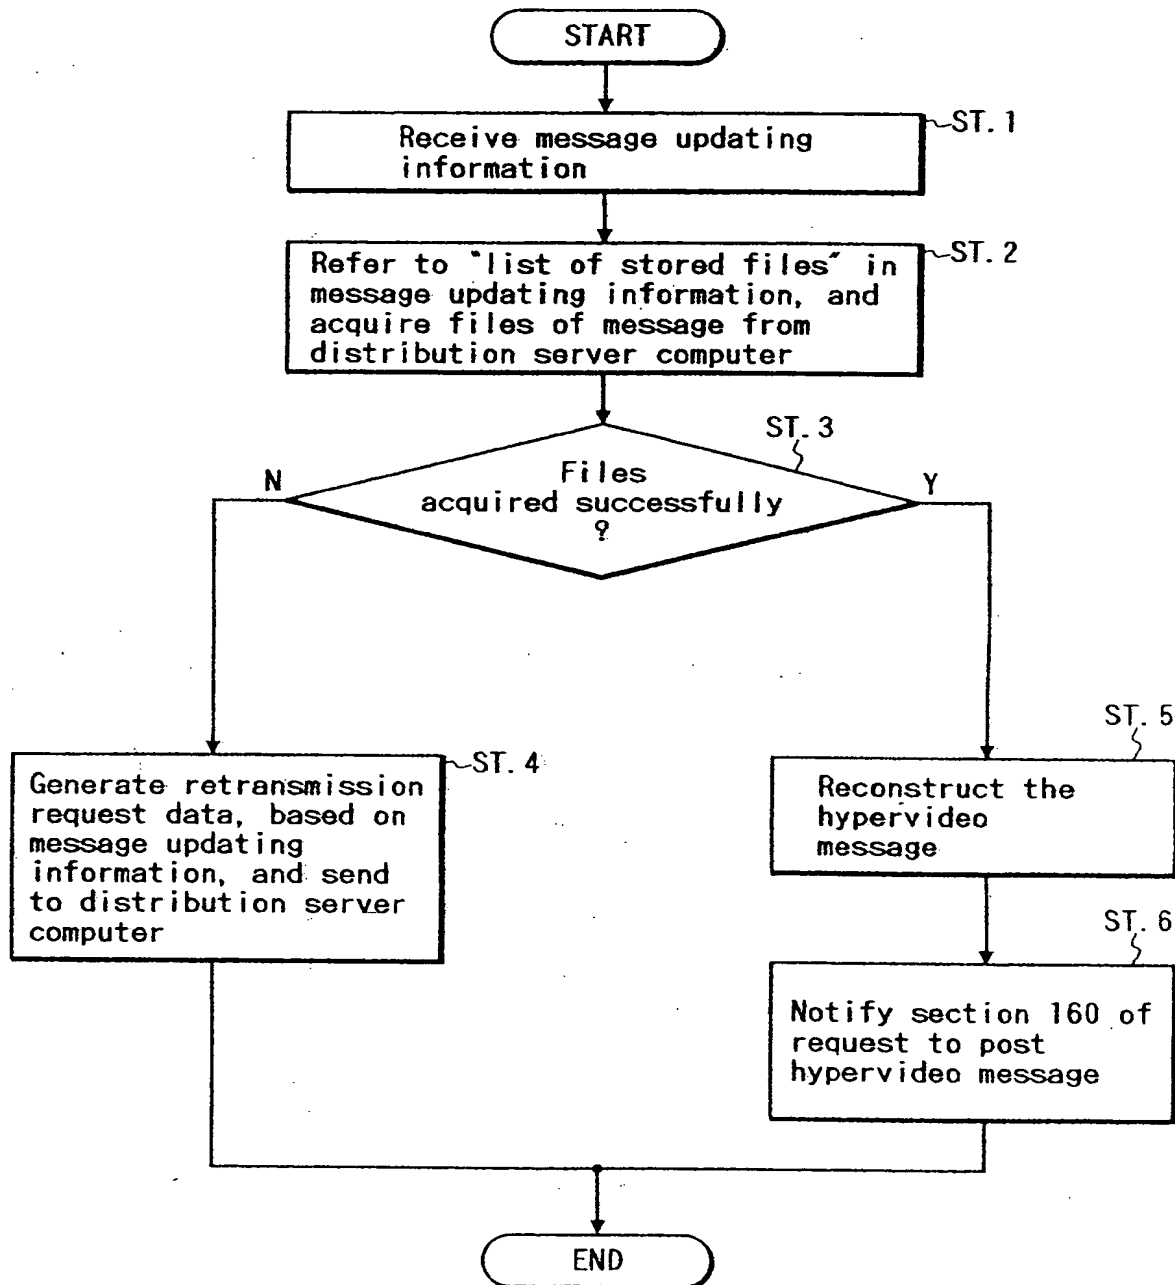 START
ST. 1
Receive message updating
information
ST. 2
Refer to "list of stored files" in
message updating information, and
acquire files of message from
distribution server computer
ST. 3
N
Files
acquired successfully
?
Y
ST. 4
Generate retransmission
request data, based on
message updating
information, and send
to distribution server
computer
ST. 5
Reconstruct the
hypervideo
message
ST. 6
Notify section 160 of
request to post
hypervideo message
END